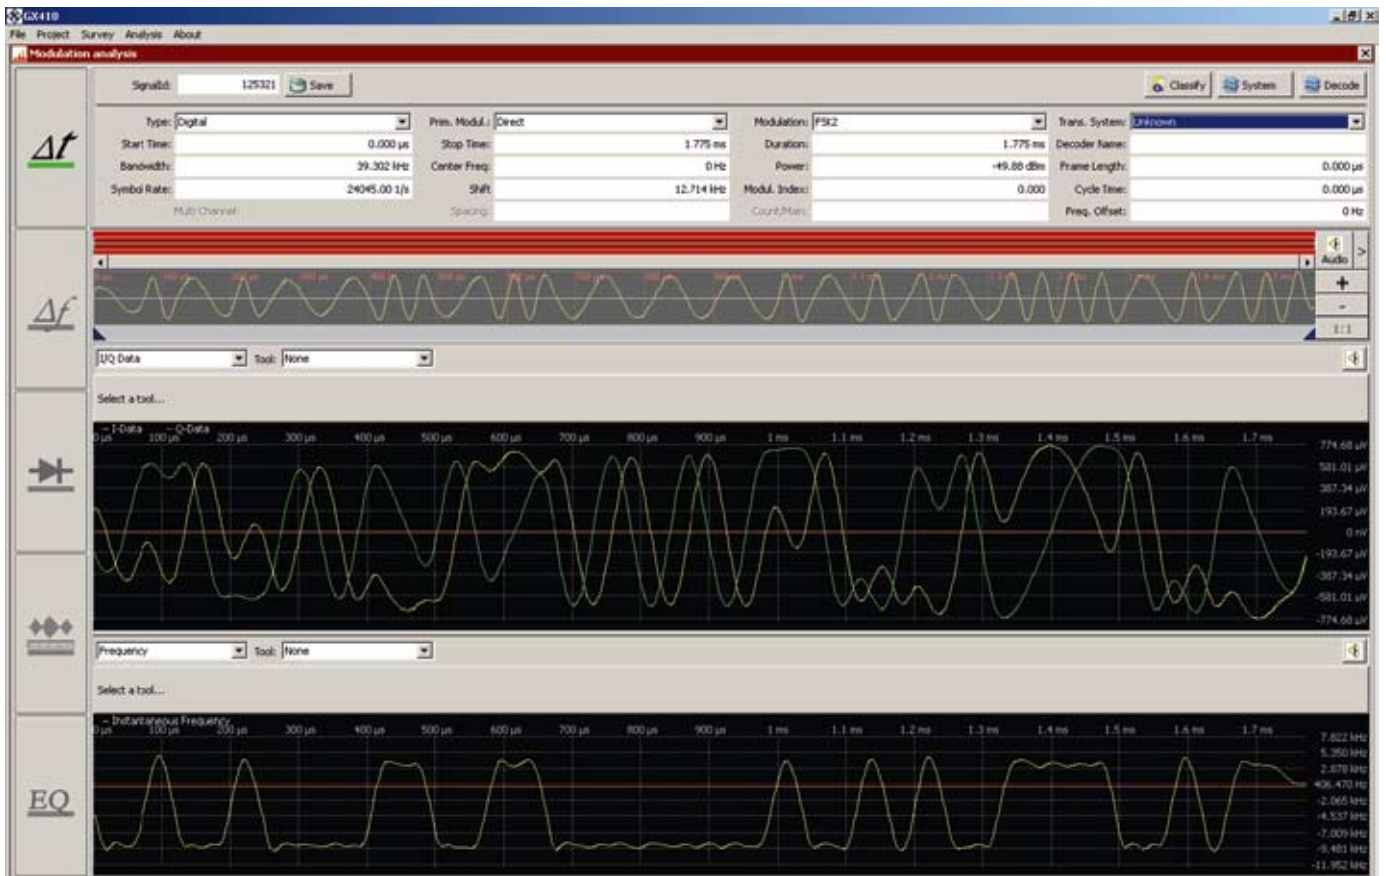 GX410
File Project Survey Analysis About
Modulation analysis
SignalId: 125321 Save Classify System Decode
Type: Digital Prim. Modul.: Direct Modulation: FSK2 Trans. System: Unknown
Start Time: 0.000 µs Stop Time: 1.775 ms Duration: 1.775 ms Decoder Name:
Bandwidth: 39.302 kHz Center Freq: 0 Hz Power: -49.88 dBm Frame Length: 0.000 µs
Symbol Rate: 24045.00 1/s Shift: 12.714 kHz Modul. Index: 0.000 Cycle Time: 0.000 µs
Multi Channel: Spacing: Count/Main: Freq. Offset: 0 Hz
Δf
Audio >
+
-
1:1
Δf
I/Q Data Tool: None
Select a tool...
– I-Data – Q-Data
0 µs 100 µs 200 µs 300 µs 400 µs 500 µs 600 µs 700 µs 800 µs 900 µs 1 ms 1.1 ms 1.2 ms 1.3 ms 1.4 ms 1.5 ms 1.6 ms 1.7 ms
774.68 µV
581.01 µV
387.34 µV
193.67 µV
0 nV
-193.67 µV
-387.34 µV
-581.01 µV
-774.68 µV
Frequency Tool: None
Select a tool...
– Instantaneous Frequency
0 µs 100 µs 200 µs 300 µs 400 µs 500 µs 600 µs 700 µs 800 µs 900 µs 1 ms 1.1 ms 1.2 ms 1.3 ms 1.4 ms 1.5 ms 1.6 ms 1.7 ms
7.822 kHz
5.350 kHz
2.878 kHz
406.470 Hz
-2.065 kHz
-4.537 kHz
-7.009 kHz
-9.481 kHz
-11.952 kHz
EQ